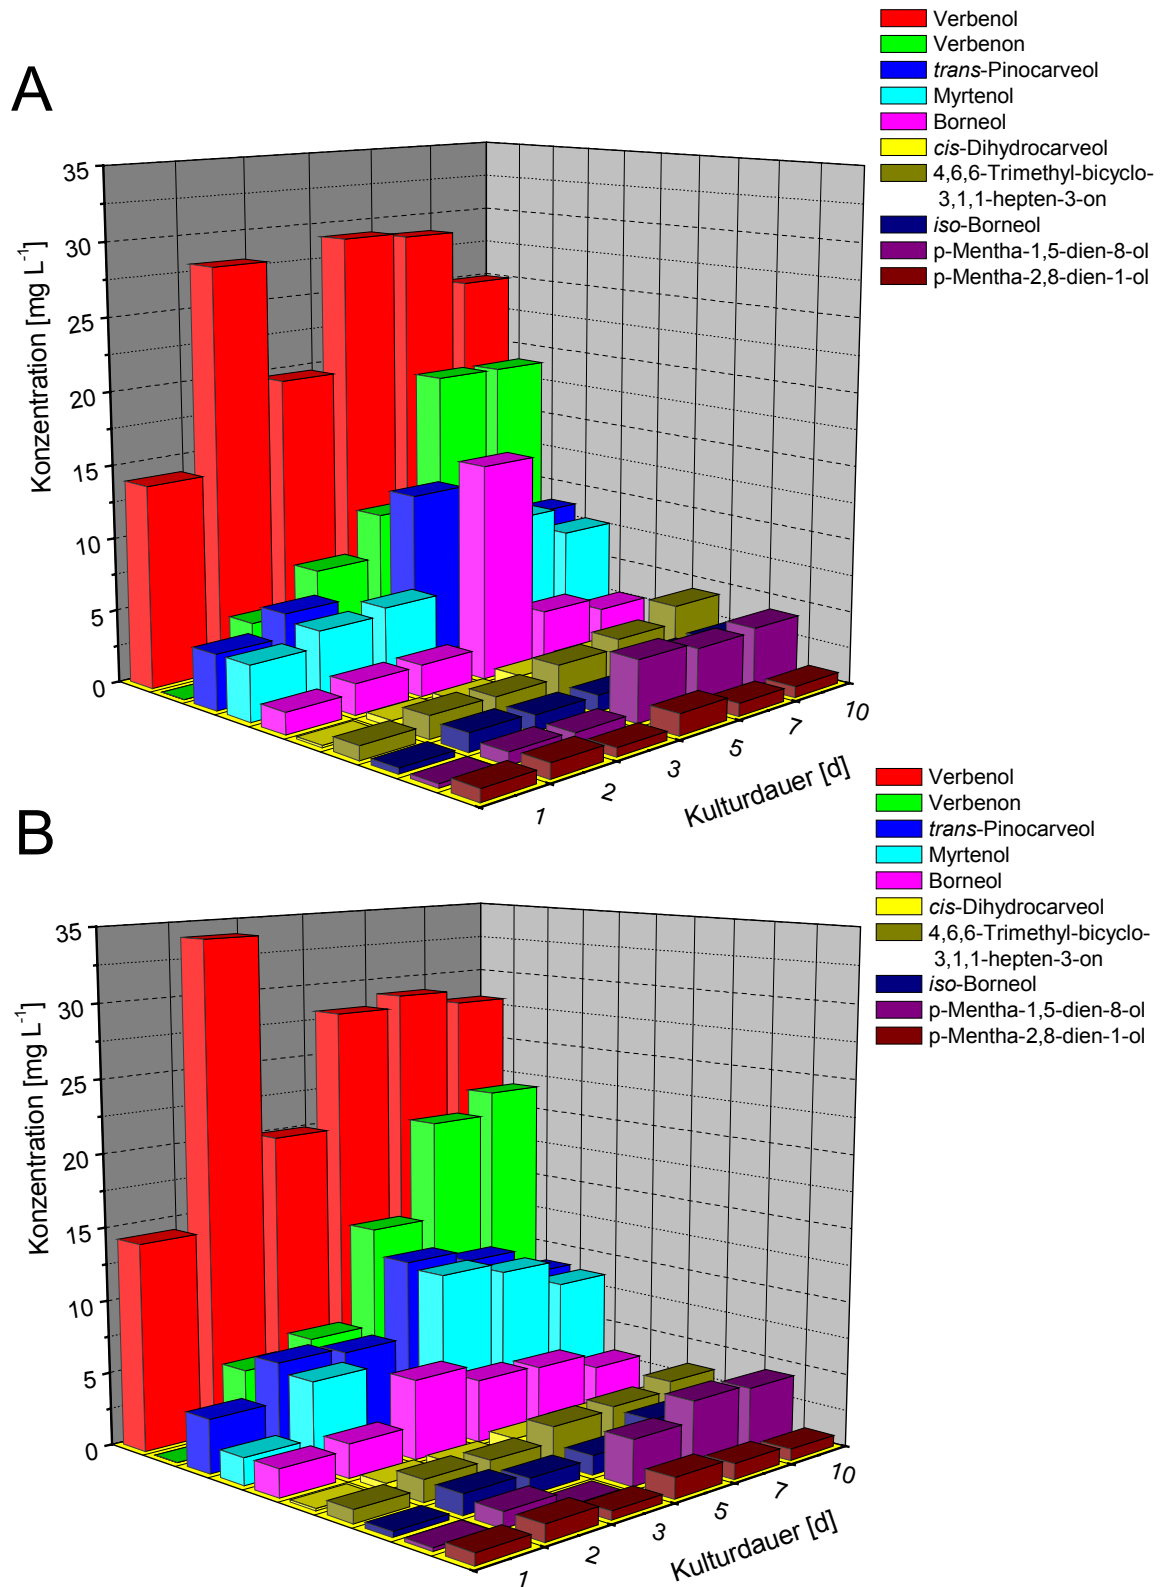 A
Verbenol
Verbenon
trans-Pinocarveol
Myrtenol
Borneol
cis-Dihydrocarveol
4,6,6-Trimethyl-bicyclo-
3,1,1-hepten-3-on
iso-Borneol
p-Mentha-1,5-dien-8-ol
p-Mentha-2,8-dien-1-ol
Konzentration [mg L⁻¹]
35
30
25
20
15
10
5
0
1
2
3
5
7
10
Kulturdauer [d]
B
Verbenol
Verbenon
trans-Pinocarveol
Myrtenol
Borneol
cis-Dihydrocarveol
4,6,6-Trimethyl-bicyclo-
3,1,1-hepten-3-on
iso-Borneol
p-Mentha-1,5-dien-8-ol
p-Mentha-2,8-dien-1-ol
Konzentration [mg L⁻¹]
35
30
25
20
15
10
5
0
1
2
3
5
7
10
Kulturdauer [d]